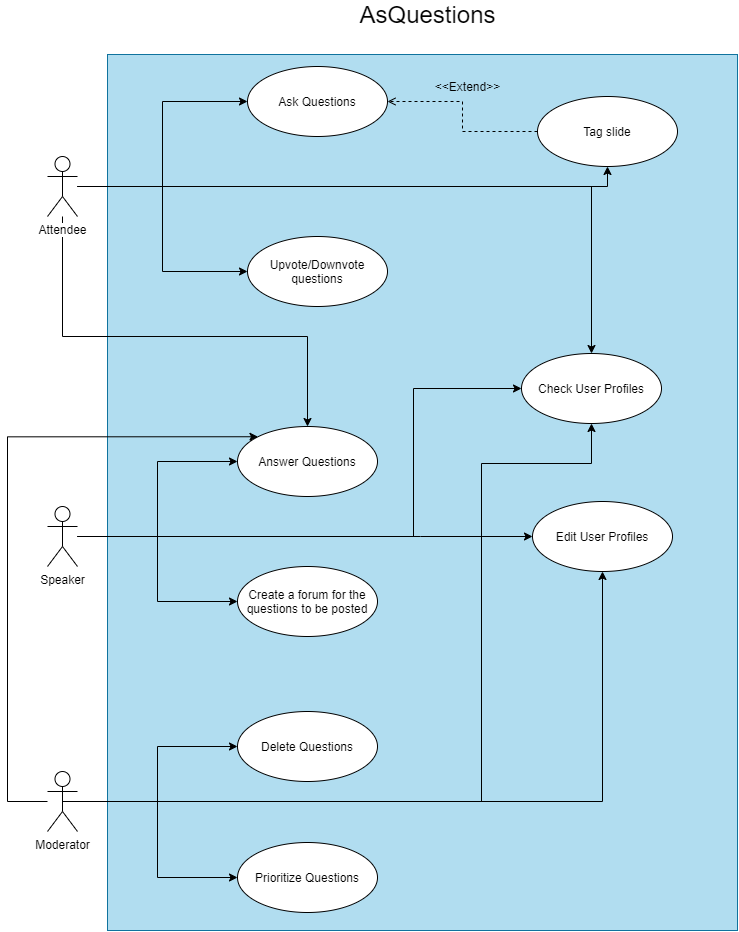 AsQuestions
<<Extend>>
Ask Questions
Tag slide
Attendee
Upvote/Downvote
questions
Check User Profiles
Answer Questions
Edit User Profiles
Speaker
Create a forum for the
questions to be posted
Delete Questions
Moderator
Prioritize Questions